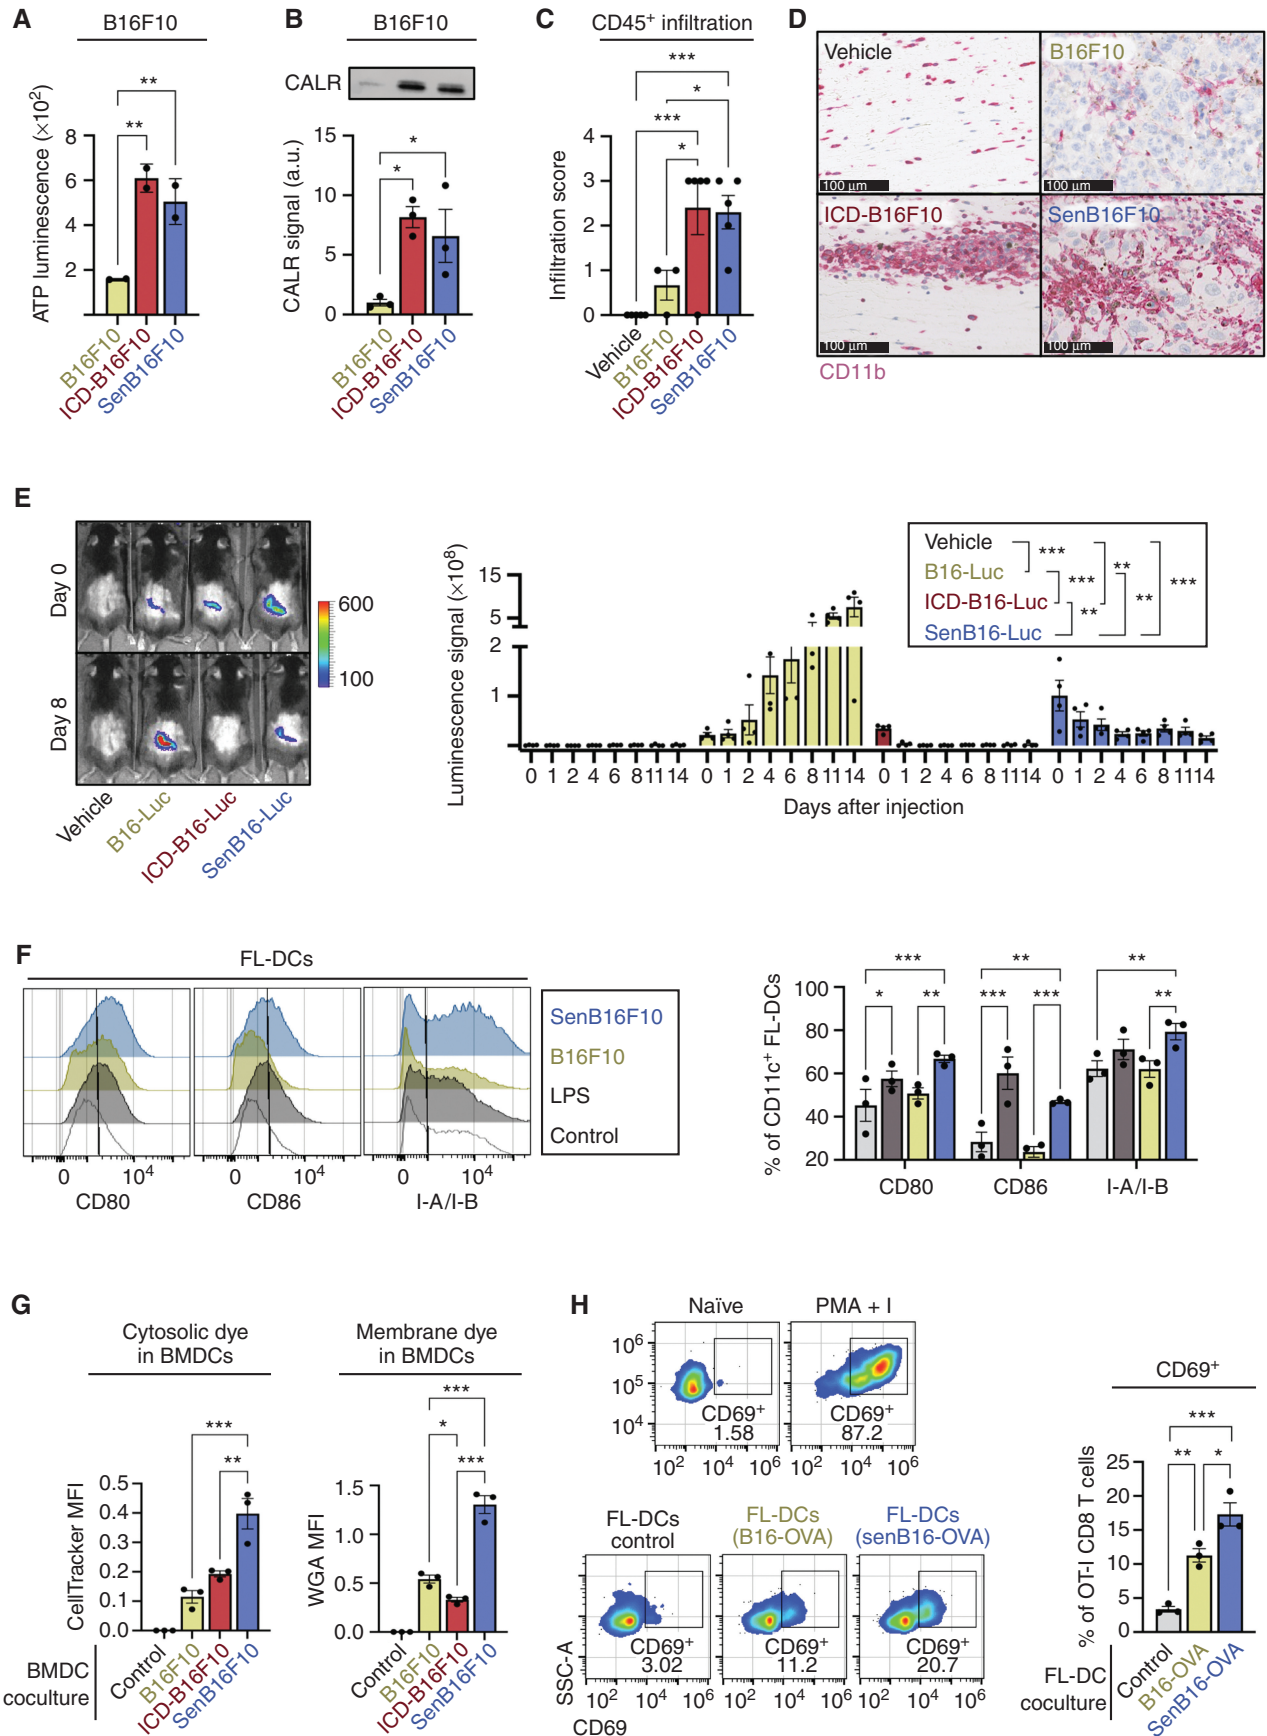 A
B16F10
ATP luminescence (×10²)
8
6
4
2
**
**
B16F10
ICD-B16F10
SenB16F10
B
B16F10
CALR
CALR signal (a.u.)
15
10
5
0
*
*
B16F10
ICD-B16F10
SenB16F10
C
CD45⁺ infiltration
Infiltration score
4
3
2
1
0
***
*
***
*
Vehicle
B16F10
ICD-B16F10
SenB16F10
D
Vehicle
100 µm
B16F10
100 µm
ICD-B16F10
100 µm
SenB16F10
100 µm
CD11b
E
Day 0
Day 8
600
100
Vehicle
B16-Luc
ICD-B16-Luc
SenB16-Luc
Luminescence signal (×10⁸)
15
5
2
1
Vehicle
B16-Luc
ICD-B16-Luc
SenB16-Luc
***
***
**
**
**
**
***
0 1 2 4 6 8 11 14 0 1 2 4 6 8 11 14 0 1 2 4 6 8 11 14 0 1 2 4 6 8 11 14
Days after injection
F
FL-DCs
0 10⁴
CD80
0 10⁴
CD86
0 10⁴
I-A/I-B
SenB16F10
B16F10
LPS
Control
% of CD11c⁺ FL-DCs
100
80
60
40
20
***
*
**
**
***
***
**
**
CD80
CD86
I-A/I-B
G
Cytosolic dye
in BMDCs
CellTracker MFI
0.5
0.4
0.3
0.2
0.1
0.0
***
**
BMDC
coculture
Control
B16F10
ICD-B16F10
SenB16F10
Membrane dye
in BMDCs
WGA MFI
1.5
1.0
0.5
0.0
***
*
***
Control
B16F10
ICD-B16F10
SenB16F10
H
Naïve
PMA + I
10⁶
10⁵
10⁴
CD69⁺
1.58
CD69⁺
87.2
10² 10⁴ 10⁶
10² 10⁴ 10⁶
FL-DCs
control
FL-DCs
(B16-OVA)
FL-DCs
(senB16-OVA)
SSC-A
CD69⁺
3.02
CD69⁺
11.2
CD69⁺
20.7
10² 10⁴ 10⁶
10² 10⁴ 10⁶
10² 10⁴ 10⁶
CD69
CD69⁺
% of OT-I CD8 T cells
25
20
15
10
5
0
***
**
*
FL-DC
coculture
Control
B16-OVA
SenB16-OVA